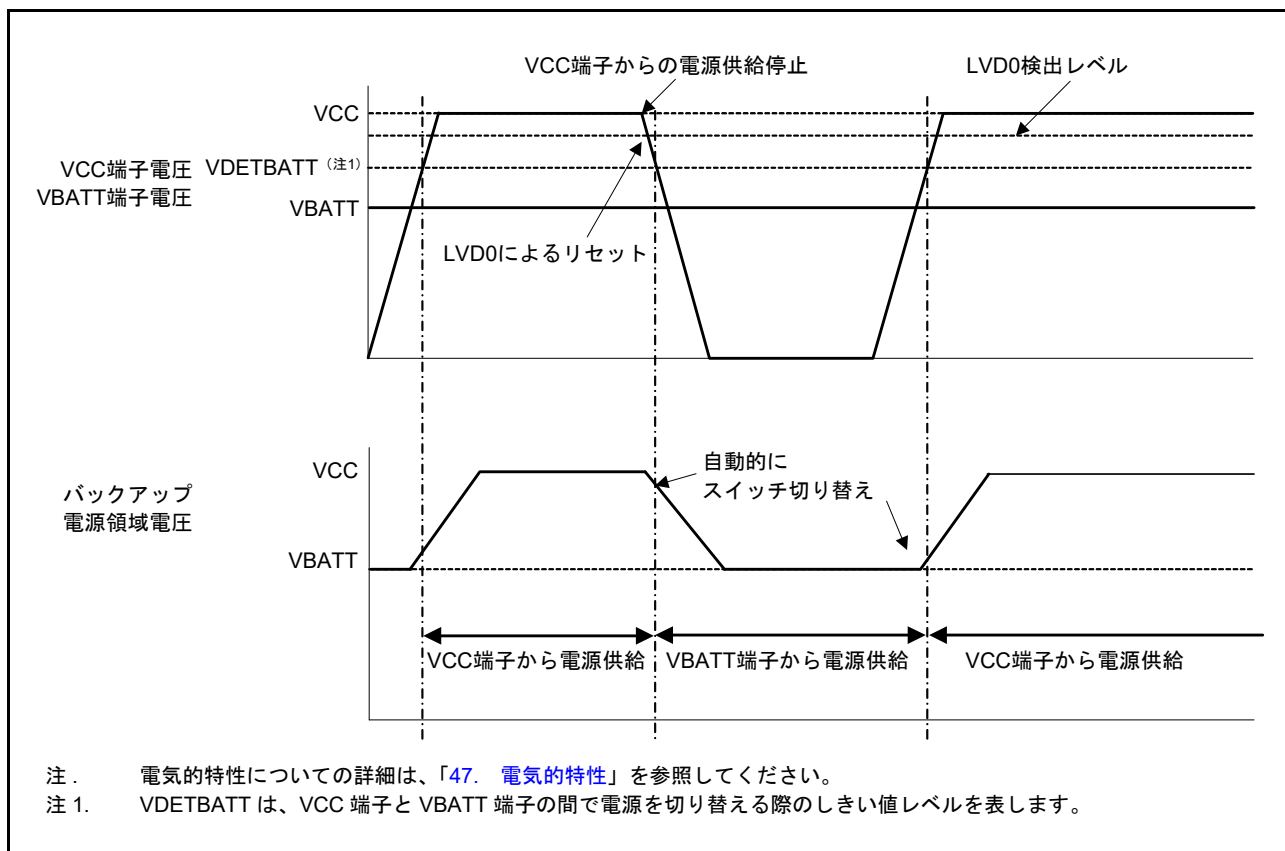 VCC端子からの電源供給停止
LVD0検出レベル
VCC
VCC端子電圧
VBATT端子電圧
VDETBATT（注1）
VBATT
LVD0によるリセット
VCC
自動的に
スイッチ切り替え
バックアップ
電源領域電圧
VBATT
VCC端子から電源供給
VBATT端子から電源供給
VCC端子から電源供給
注 . 電気的特性についての詳細は、「47. 電気的特性」を参照してください。
注 1. VDETBATT は、VCC 端子と VBATT 端子の間で電源を切り替える際のしきい値レベルを表します。